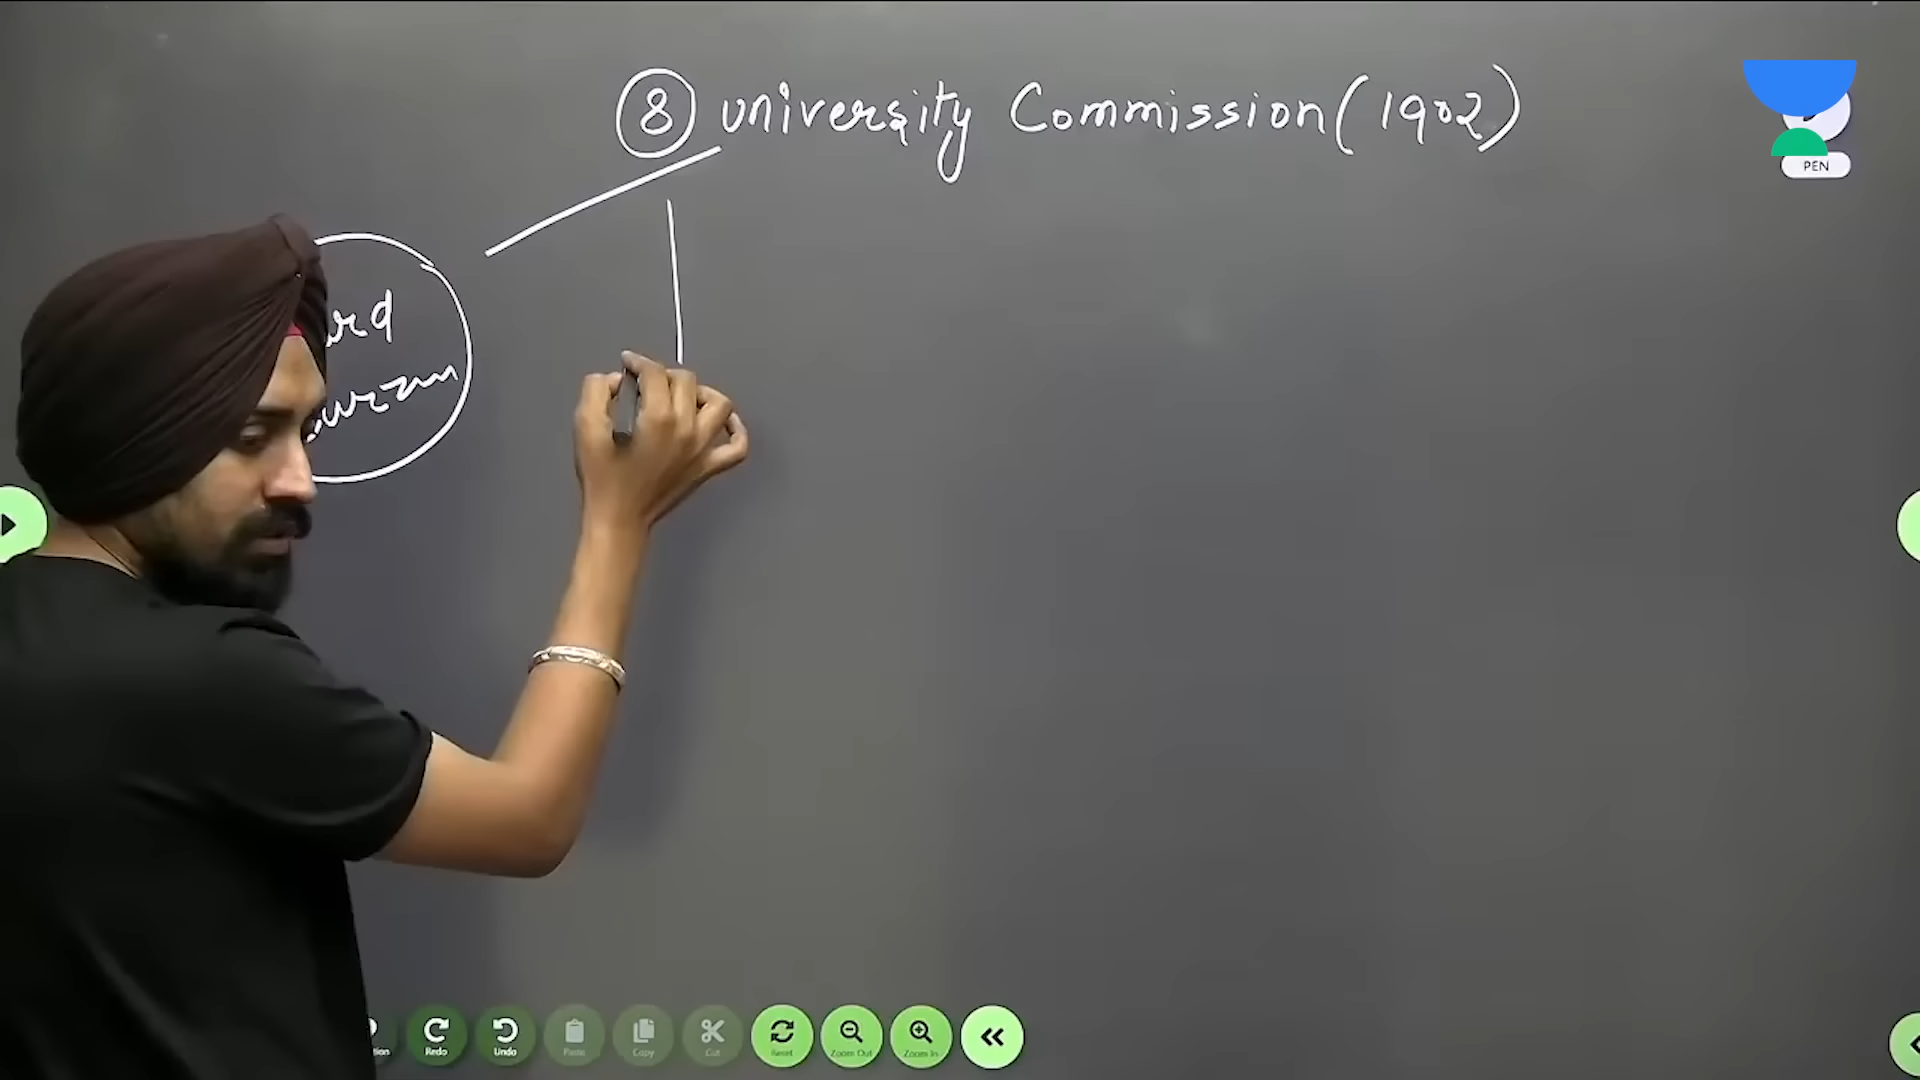 8 university Commission (1902)
PEN
Redo Undo Paste Copy Cut Reset Zoom Out Zoom In